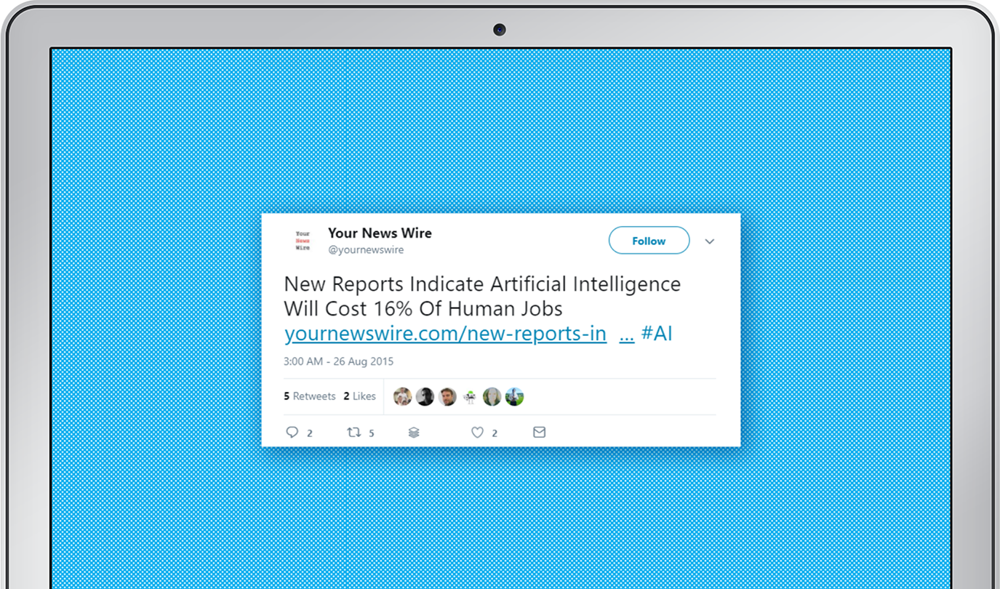 Your
News
Wire
Your News Wire
@yournewswire
Follow
New Reports Indicate Artificial Intelligence
Will Cost 16% Of Human Jobs
yournewswire.com/new-reports-in ... #AI
3:00 AM - 26 Aug 2015
5 Retweets 2 Likes
2 5 2